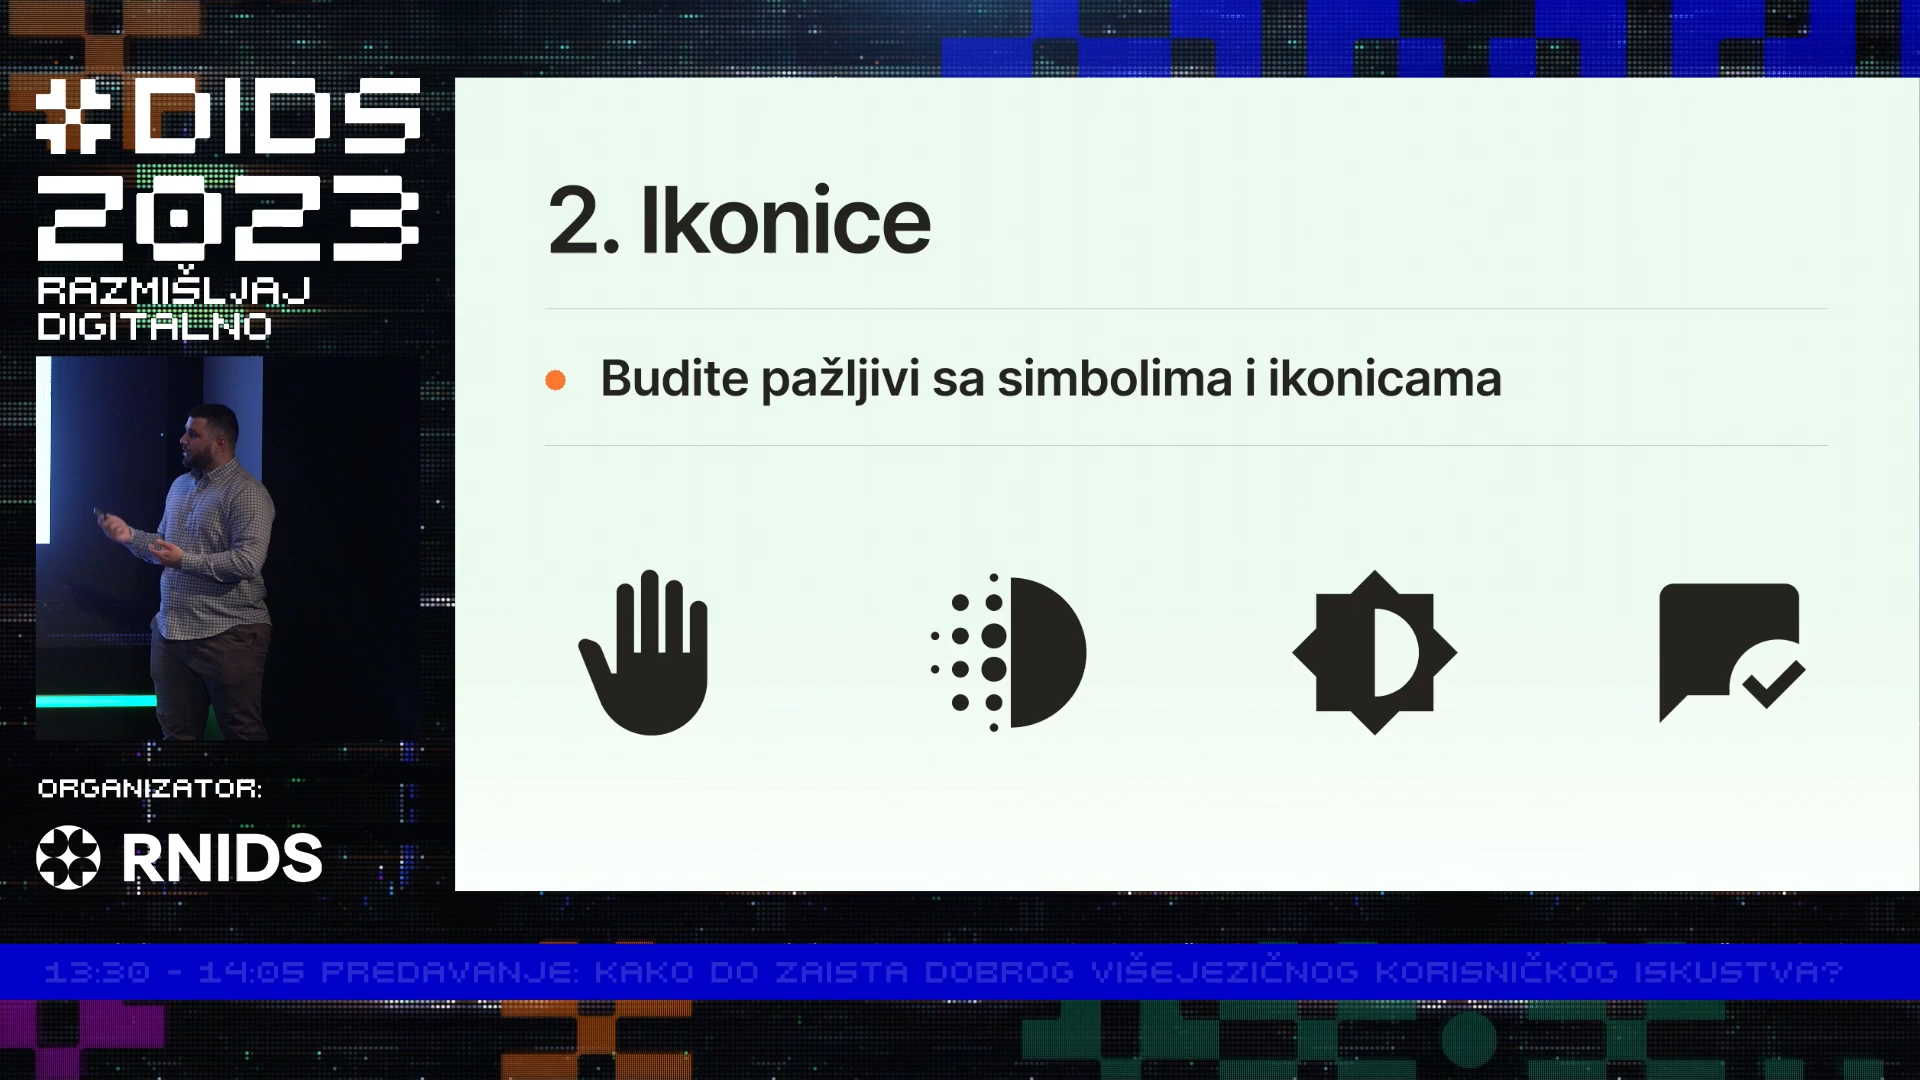 #DIDS
2023
RAZMIŠLJAJ
DIGITALNO
ORGANIZATOR:
RNIDS
2. Ikonice
Budite pažljivi sa simbolima i ikonicama
13:30 - 14:05 PREDAVANJE: KAKO DO ZAISTA DOBROG VIŠEJEZIČNOG KORISNIČKOG ISKUSTVA?